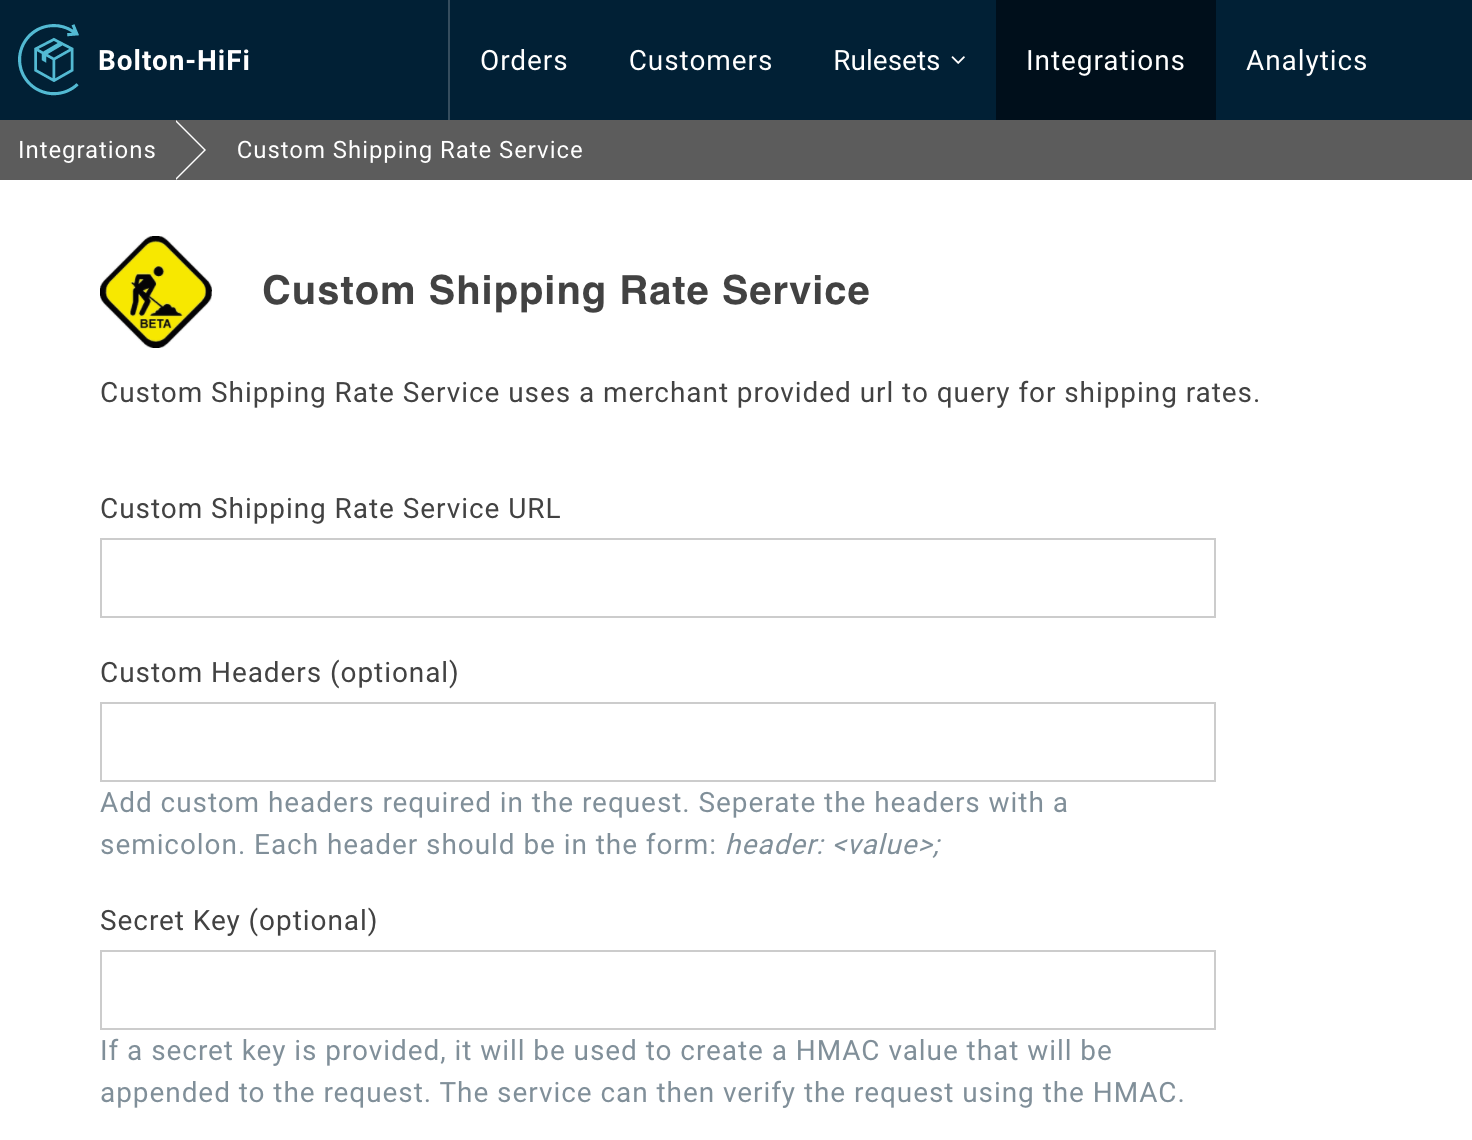 Bolton-HiFi
Orders
Customers
Rulesets
Integrations
Analytics
Integrations
Custom Shipping Rate Service
BETA
Custom Shipping Rate Service
Custom Shipping Rate Service uses a merchant provided url to query for shipping rates.
Custom Shipping Rate Service URL
Custom Headers (optional)
Add custom headers required in the request. Seperate the headers with a
semicolon. Each header should be in the form: header: <value>;
Secret Key (optional)
If a secret key is provided, it will be used to create a HMAC value that will be
appended to the request. The service can then verify the request using the HMAC.